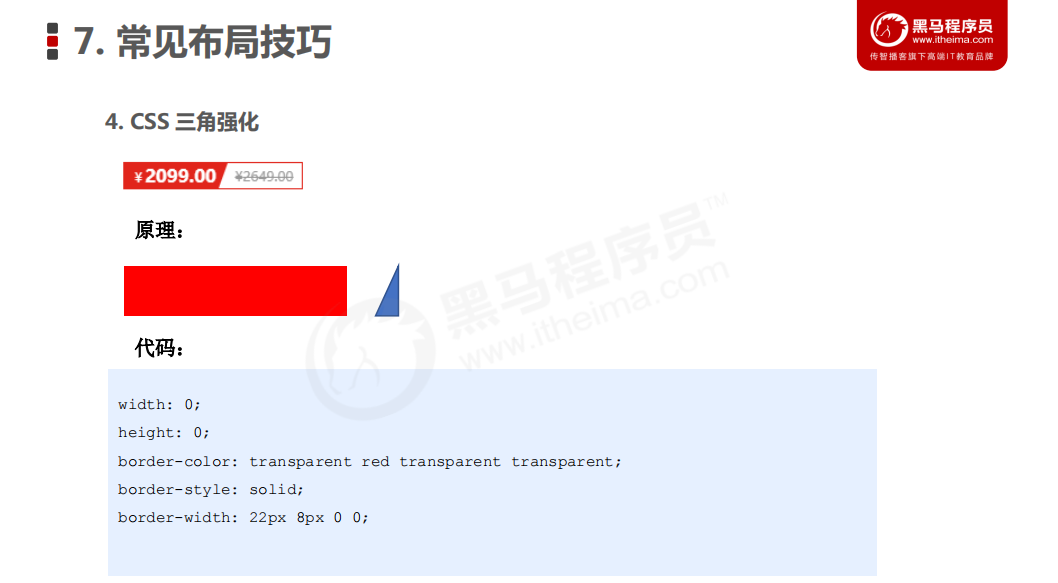 7. 常见布局技巧
黑马程序员
www.itheima.com
传智播客旗下高端IT教育品牌
4. CSS 三角强化
¥2099.00 ¥2649.00
原理：
黑马程序员™
www.itheima.com
代码：
width: 0;
height: 0;
border-color: transparent red transparent transparent;
border-style: solid;
border-width: 22px 8px 0 0;